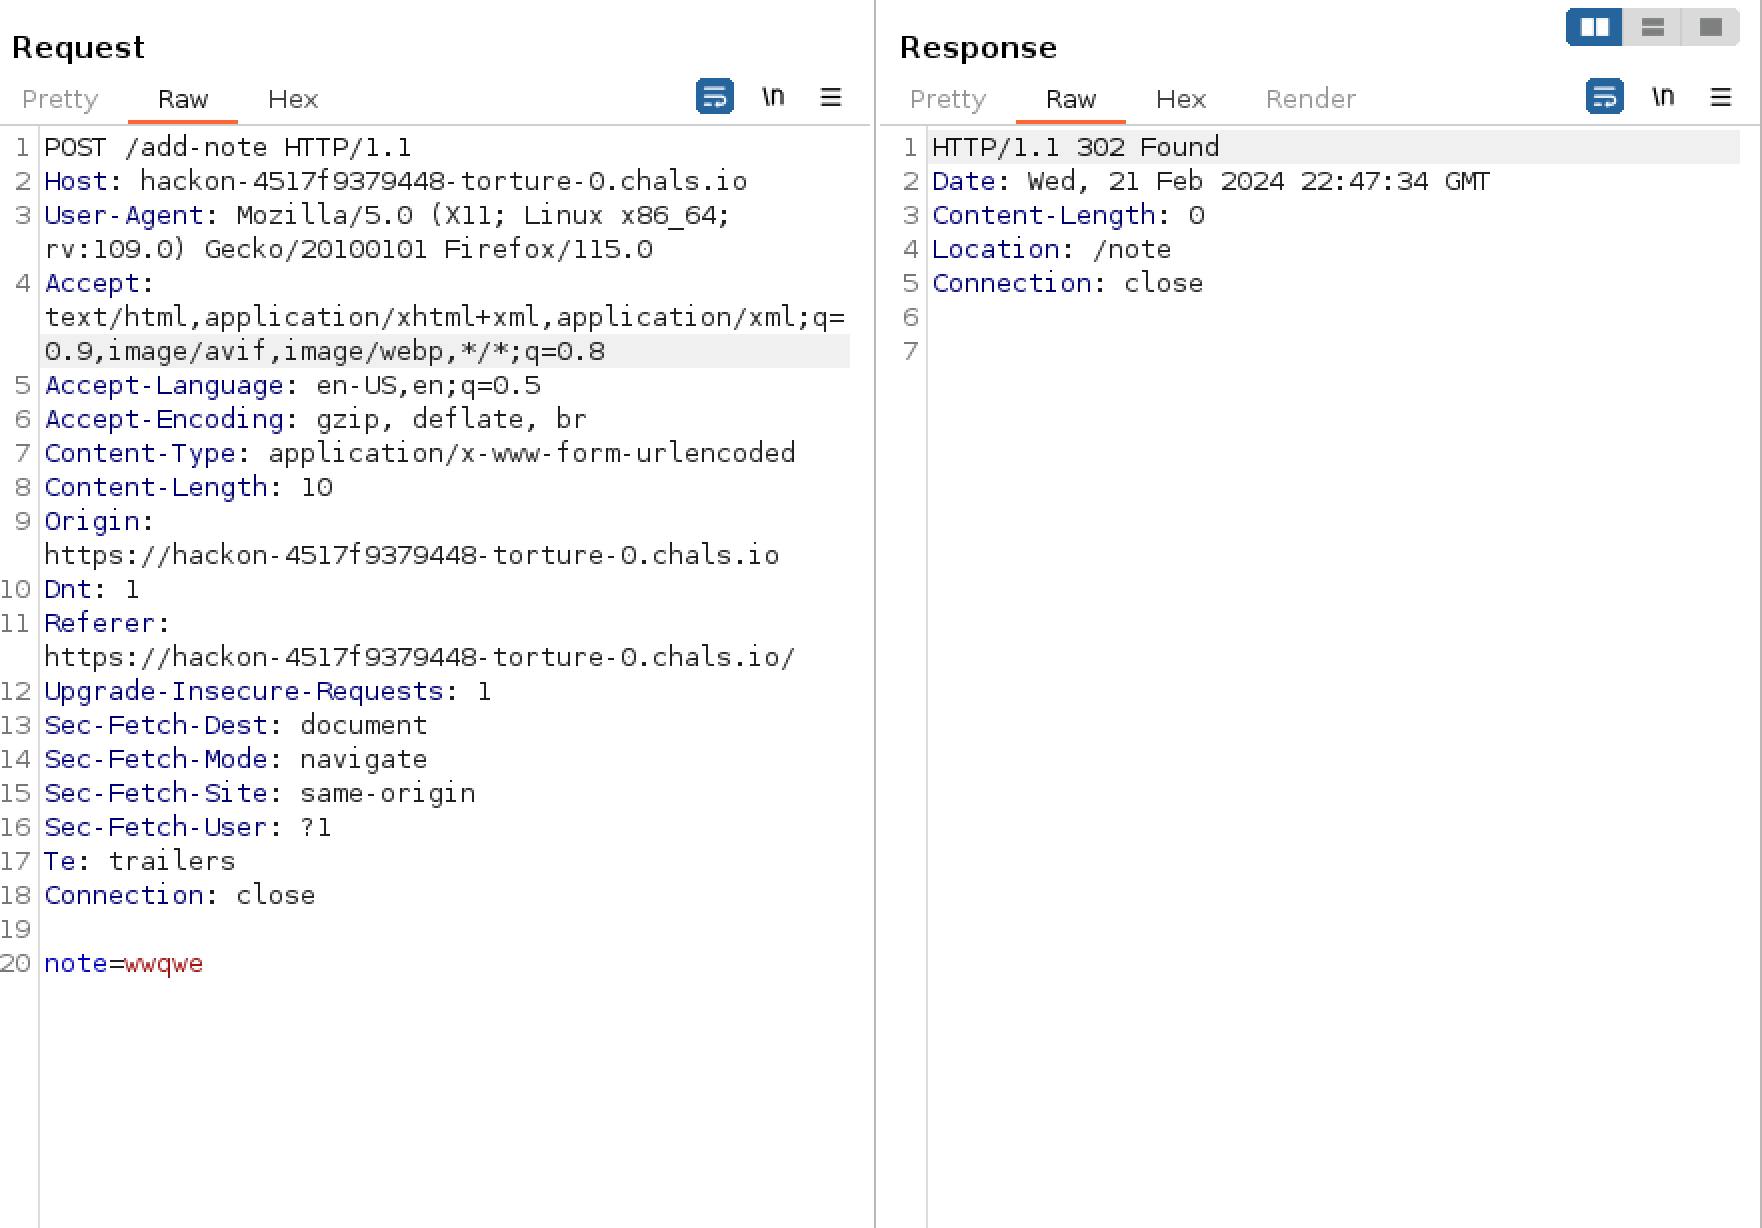 Request
Pretty Raw Hex \n
1 POST /add-note HTTP/1.1
2 Host: hackon-4517f9379448-torture-0.chals.io
3 User-Agent: Mozilla/5.0 (X11; Linux x86_64;
rv:109.0) Gecko/20100101 Firefox/115.0
4 Accept:
text/html,application/xhtml+xml,application/xml;q=
0.9,image/avif,image/webp,*/*;q=0.8
5 Accept-Language: en-US,en;q=0.5
6 Accept-Encoding: gzip, deflate, br
7 Content-Type: application/x-www-form-urlencoded
8 Content-Length: 10
9 Origin:
https://hackon-4517f9379448-torture-0.chals.io
10 Dnt: 1
11 Referer:
https://hackon-4517f9379448-torture-0.chals.io/
12 Upgrade-Insecure-Requests: 1
13 Sec-Fetch-Dest: document
14 Sec-Fetch-Mode: navigate
15 Sec-Fetch-Site: same-origin
16 Sec-Fetch-User: ?1
17 Te: trailers
18 Connection: close
19
20 note=wwqwe
Response
Pretty Raw Hex Render \n
1 HTTP/1.1 302 Found
2 Date: Wed, 21 Feb 2024 22:47:34 GMT
3 Content-Length: 0
4 Location: /note
5 Connection: close
6
7